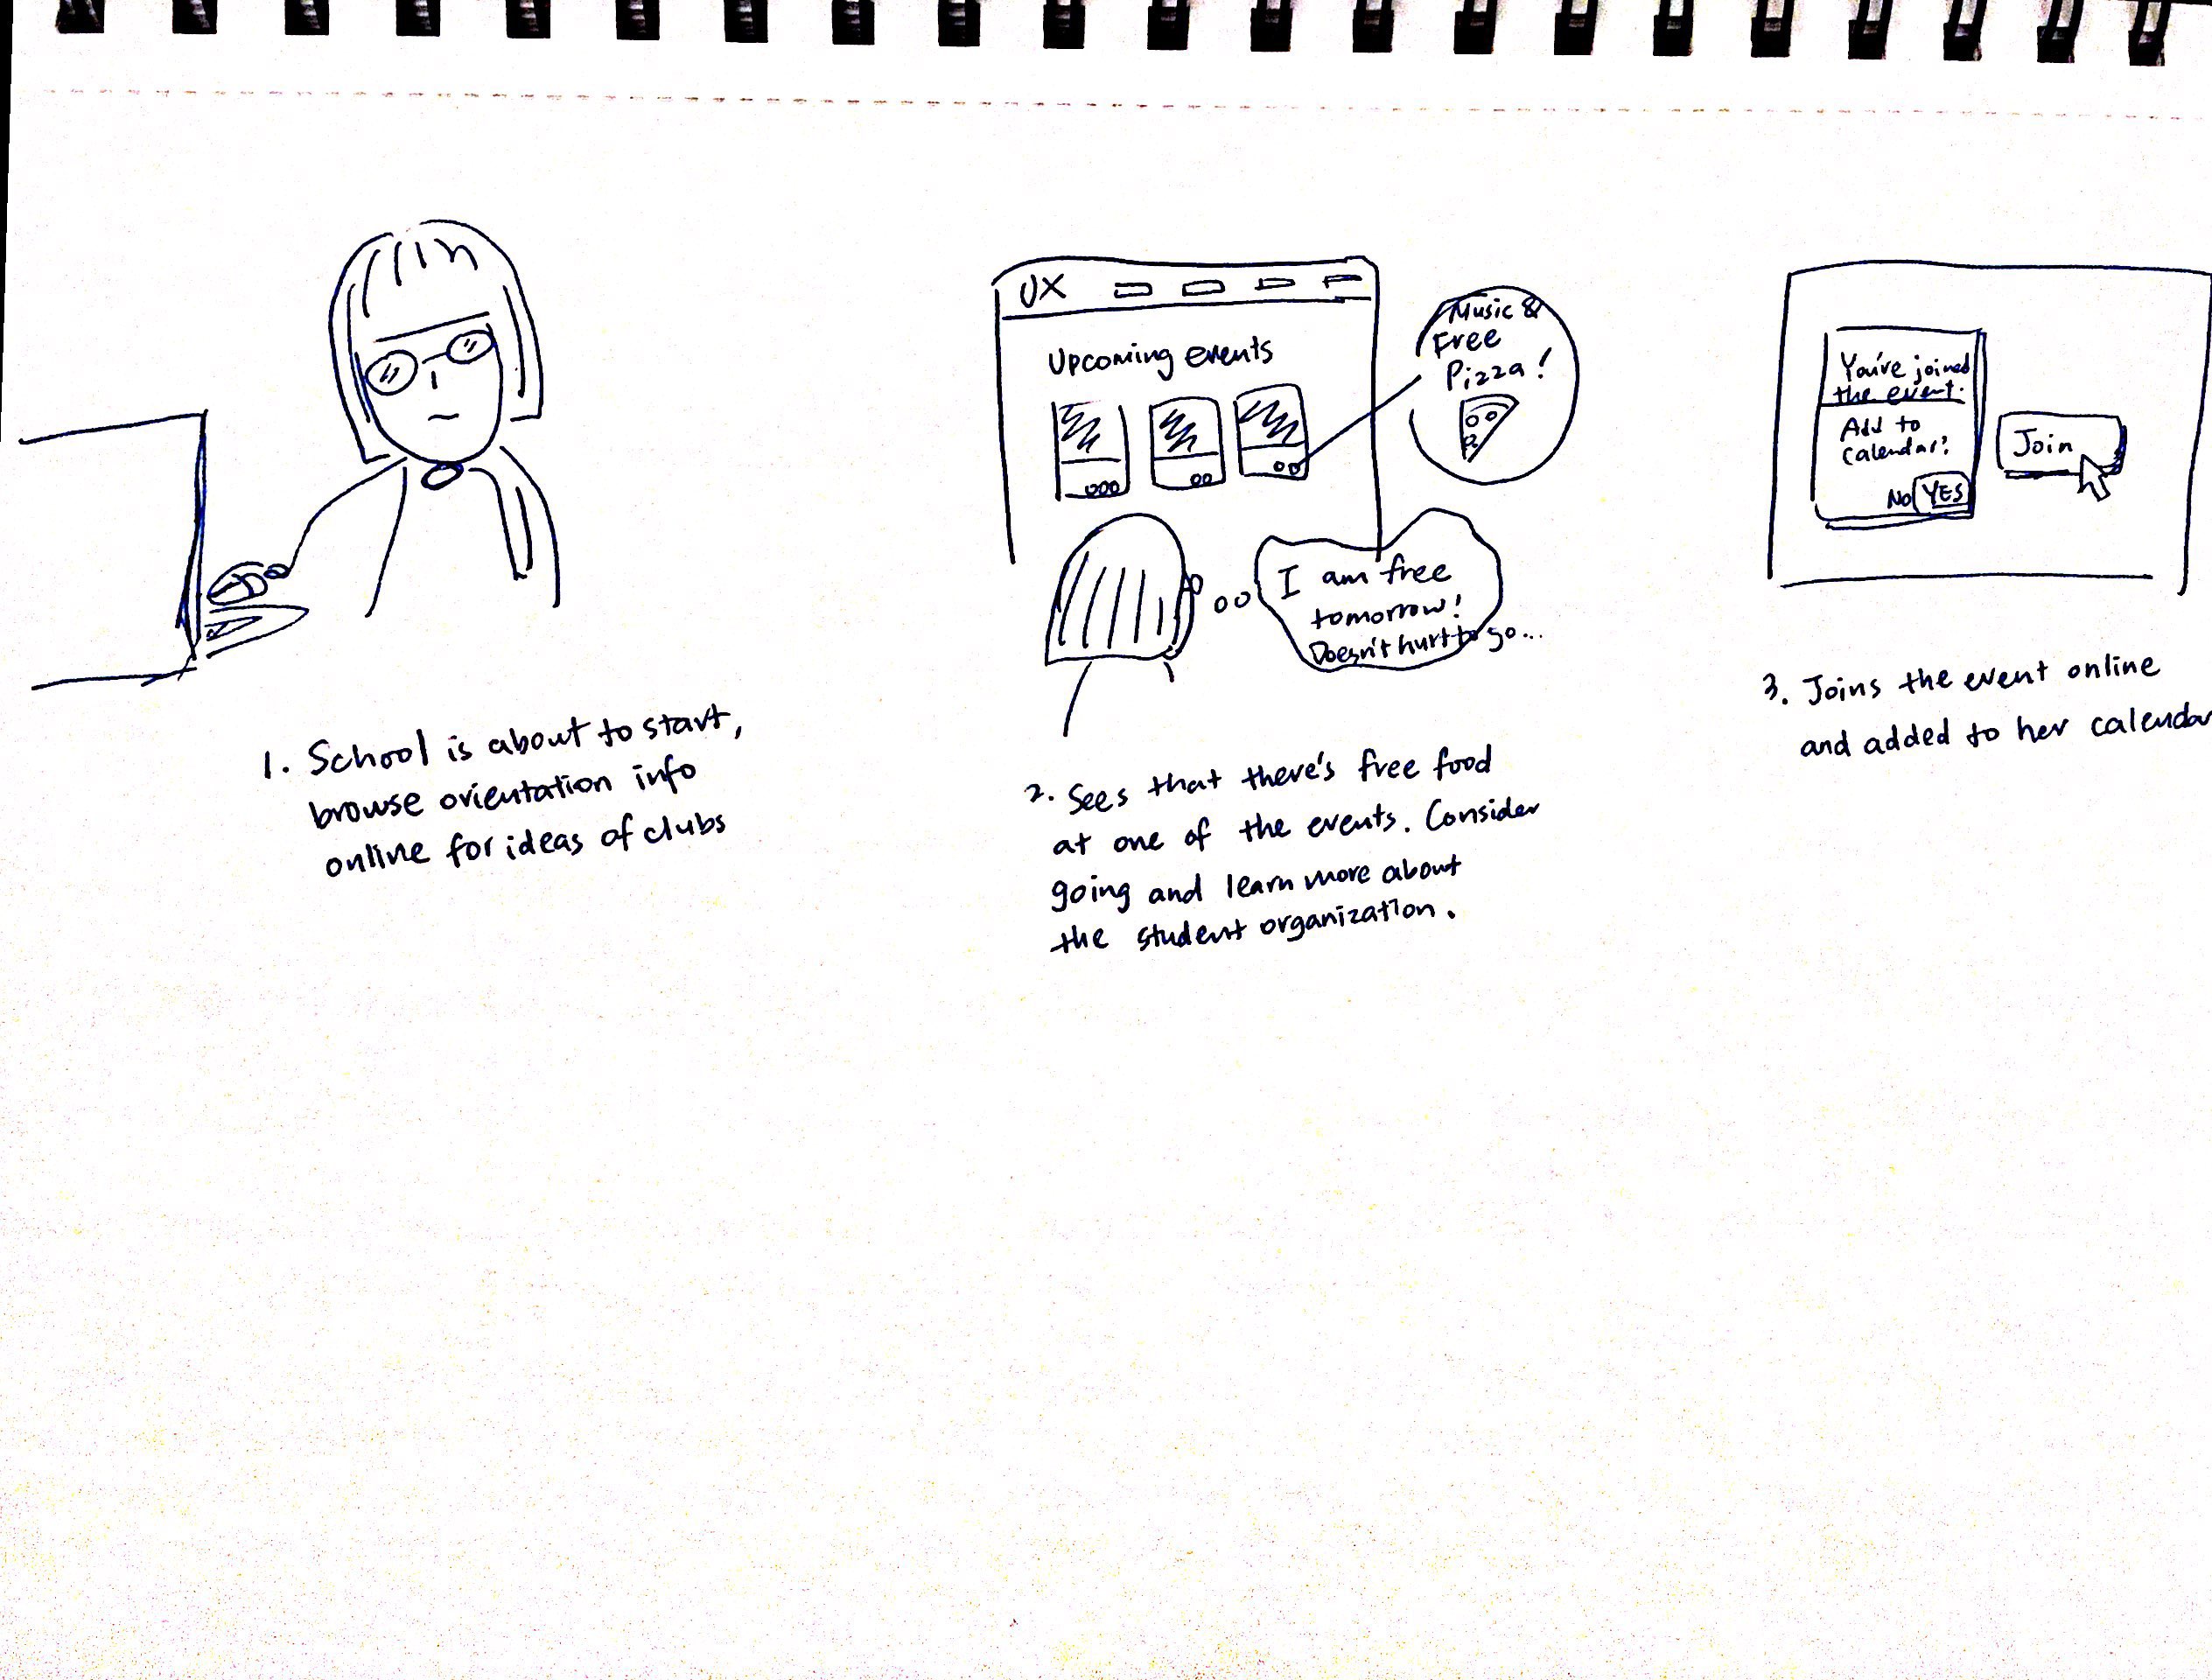 UX
Upcoming events
Music &
Free
Pizza!
I am free
tomorrow!
Doesn't hurt to go...
You've joined
the event.
Add to
calendar?
No YES
Join
1. School is about to start,
browse orientation info
online for ideas of clubs
2. Sees that there's free food
at one of the events. Consider
going and learn more about
the student organization.
3. Joins the event online
and added to her calendar